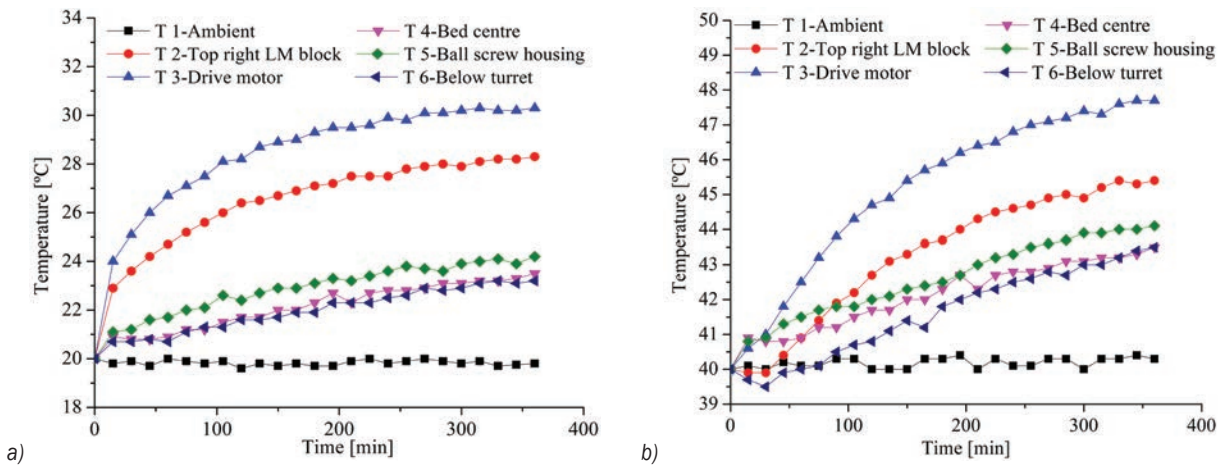 34
32
30
28
26
24
22
20
18
Temperature [ºC]
T 1-Ambient
T 2-Top right LM block
T 3-Drive motor
T 4-Bed centre
T 5-Ball screw housing
T 6-Below turret
0
100
200
300
400
Time [min]
a)
50
49
48
46
45
44
43
41
40
39
Temperature [ºC]
T 1-Ambient
T 2-Top right LM block
T 3-Drive motor
T 4-Bed centre
T 5-Ball screw housing
T 6-Below turret
0
100
200
300
400
Time [min]
b)